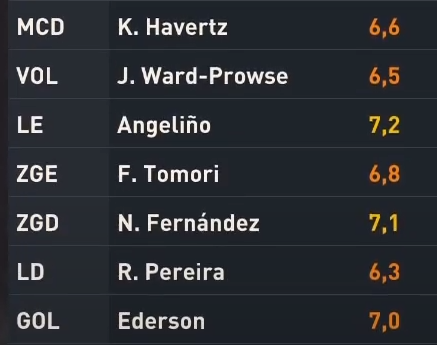 MCD K. Havertz 6,6
VOL J. Ward-Prowse 6,5
LE Angeliño 7,2
ZGE F. Tomori 6,8
ZGD N. Fernández 7,1
LD R. Pereira 6,3
GOL Ederson 7,0